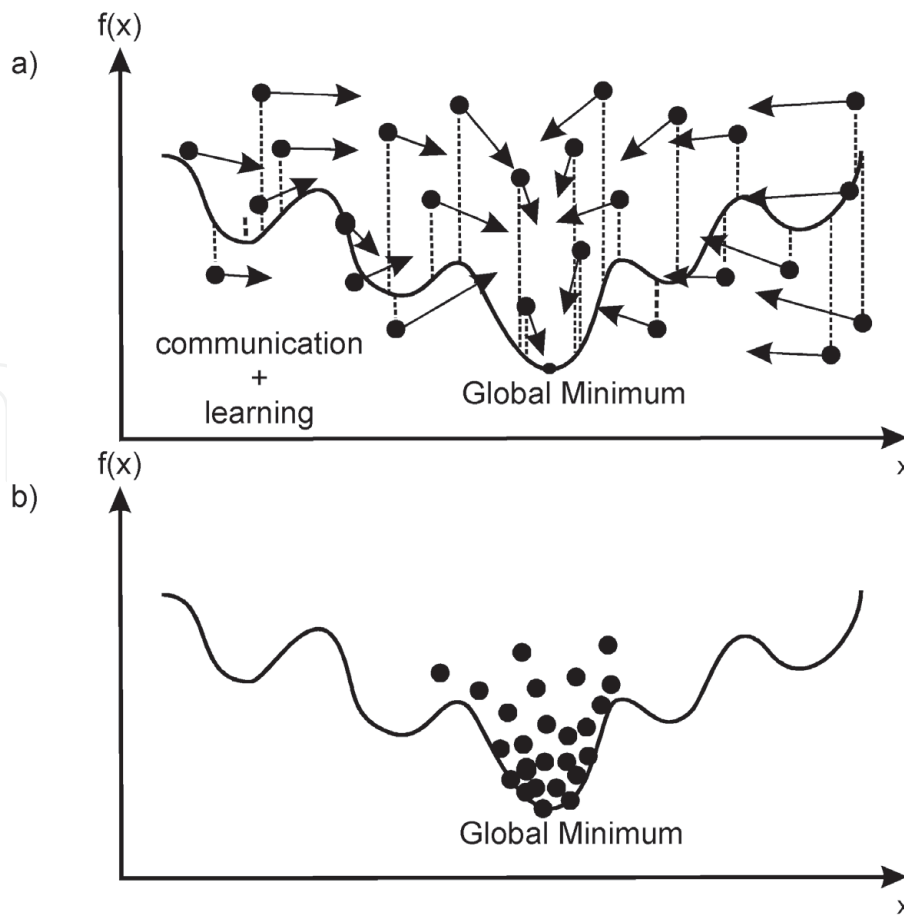 f(x)
a)
communication
+
learning
Global Minimum
x
f(x)
b)
Global Minimum
x